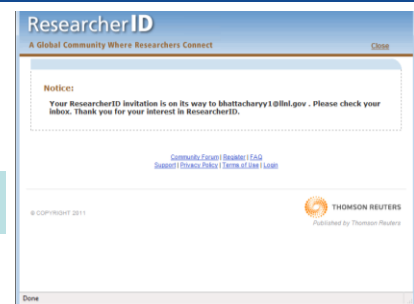 ResearcherID
A Global Community Where Researchers Connect
Close
Notice:
Your ResearcherID invitation is on its way to bhattacharyy1@llnl.gov . Please check your
inbox. Thank you for your interest in ResearcherID.
Community Forum | Register | FAQ
Support | Privacy Policy | Terms of Use | Login
© COPYRIGHT 2011
THOMSON REUTERS
Published by Thomson Reuters
Done